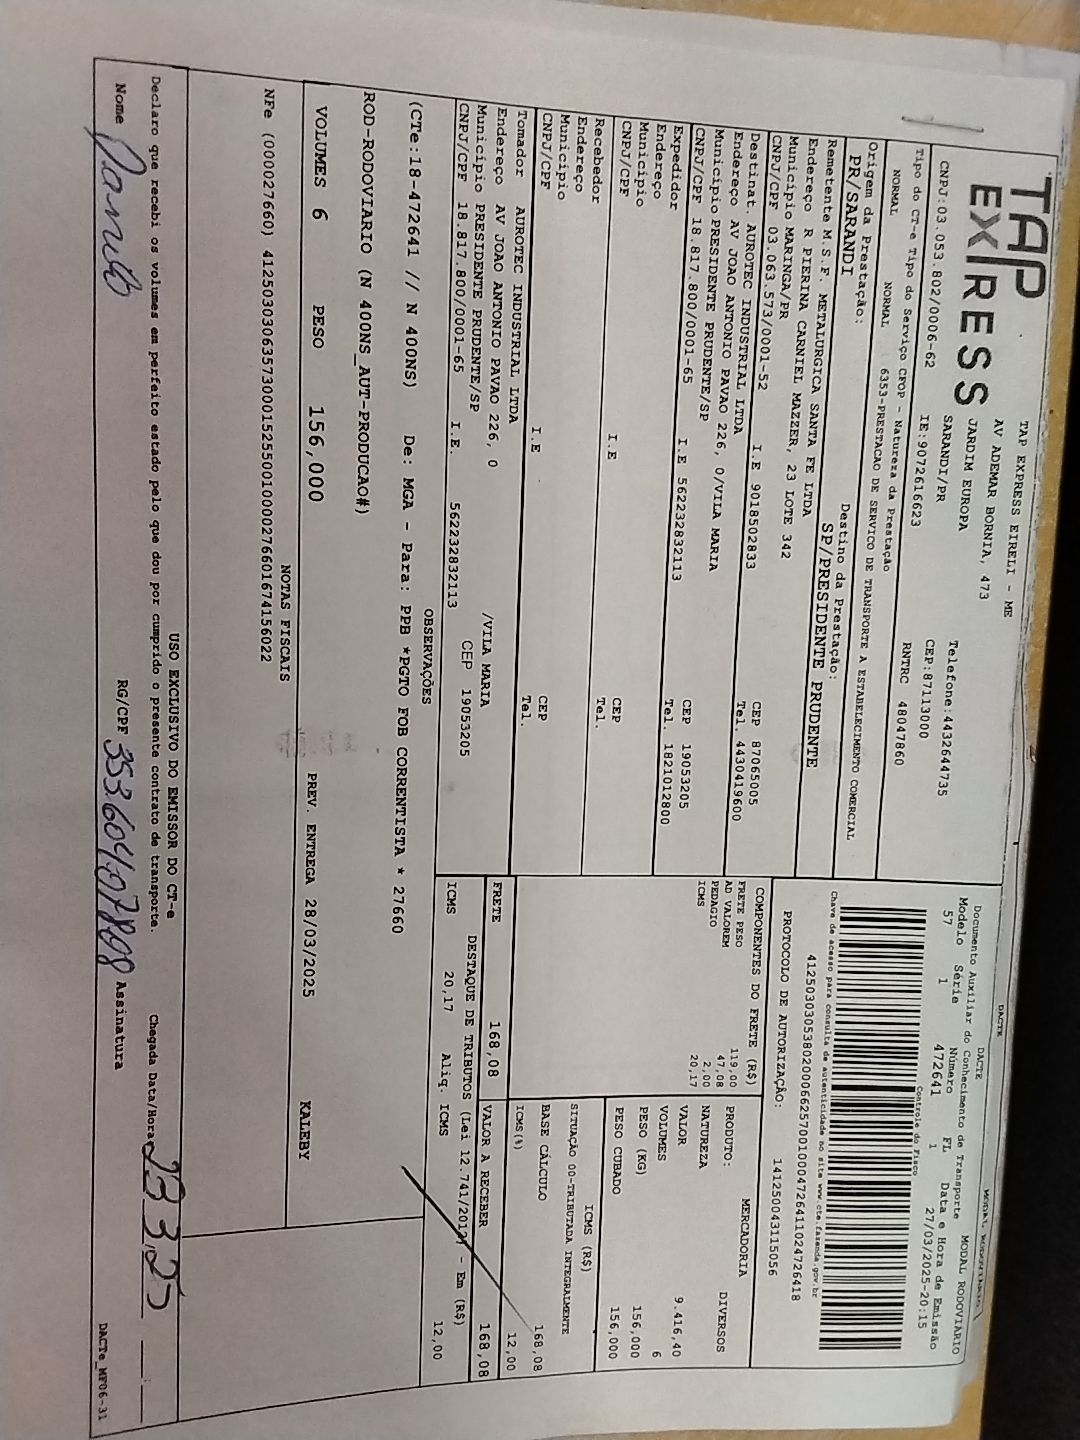 TAP
EXPRESS
TAP EXPRESS EIRELI - ME
AV ADEMAR BORNIA, 473
JARDIM EUROPA
SARANDI/PR
Telefone:4432644735
CEP:87113000
CNPJ:03.053.802/0006-62 IE:9072616623 RNTRC 48047860
Tipo do CT-e Tipo do Serviço CFOP - Natureza da Prestação
NORMAL NORMAL 6353-PRESTACAO DE SERVICO DE TRANSPORTE A ESTABELECIMENTO COMERCIAL
Origem da Prestação: Destino da Prestação:
PR/SARANDI SP/PRESIDENTE PRUDENTE
Remetente M.S.F. METALURGICA SANTA FE LTDA
Endereço R PIERINA CARNIEL MAZZER, 23 LOTE 342
Município MARINGA/PR CEP 87065005
CNPJ/CPF 03.063.573/0001-52 I.E 9018502833 Tel. 4430419600
Destinat. AUROTEC INDUSTRIAL LTDA
Endereço AV JOAO ANTONIO PAVAO 226, 0/VILA MARIA
Município PRESIDENTE PRUDENTE/SP CEP 19053205
CNPJ/CPF 18.817.800/0001-65 I.E 562232832113 Tel. 1821012800
Expedidor
Endereço
Município CEP
CNPJ/CPF I.E Tel.
Recebedor
Endereço
Município CEP
CNPJ/CPF I.E Tel.
Tomador AUROTEC INDUSTRIAL LTDA
Endereço AV JOAO ANTONIO PAVAO 226, 0 /VILA MARIA
Município PRESIDENTE PRUDENTE/SP CEP 19053205
CNPJ/CPF 18.817.800/0001-65 I.E. 562232832113
DACTE
Documento Auxiliar do Conhecimento de Transporte MODAL RODOVIARIO
Modelo Série Número FL Data e Hora de Emissão
57 1 472641 1 27/03/2025-20:15
Controle do Fisco
Chave de acesso para consulta de autenticidade no site www.cte.fazenda.gov.br
41250303053802000662570010004726411024726418
PROTOCOLO DE AUTORIZAÇÃO: 141250043115056
COMPONENTES DO FRETE (R$)
FRETE PESO 119,00
AD VALOREM 47,08
PEDAGIO 2,00
ICMS 20,17
PRODUTO: MERCADORIA
NATUREZA DIVERSOS
VALOR 9.416,40
VOLUMES 6
PESO (KG) 156,000
PESO CUBADO 156,000
ICMS (R$)
SITUAÇÃO 00-TRIBUTADA INTEGRALMENTE
BASE CÁLCULO 168,08
ICMS(%) 12,00
FRETE 168,08 VALOR A RECEBER 168,08
DESTAQUE DE TRIBUTOS (Lei 12.741/2012) - Em (R$)
ICMS 20,17 Aliq. ICMS 12,00
OBSERVAÇÕES
(CTe:18-472641 // N 400NS) De: MGA - Para: PPB *PGTO FOB CORRENTISTA * 27660
ROD-RODOVIARIO (N 400NS_AUT-PRODUCAO#)
VOLUMES 6 PESO 156,000 PREV. ENTREGA 28/03/2025 KALEBY
NOTAS FISCAIS
NFe (000027660) 41250303063573000152550010000276601674156022
USO EXCLUSIVO DO EMISSOR DO CT-e
Declaro que recebi os volumes em perfeito estado pelo que dou por cumprido o presente contrato de transporte. Chegada Data/Hora
Nome RG/CPF Assinatura
DACTe_MF06-31